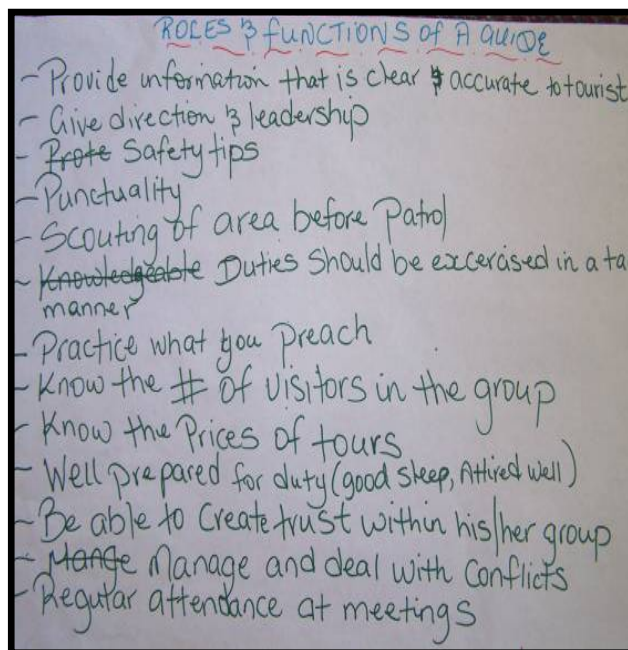 ROLES & FUNCTIONS OF A GUIDE
- Provide information that is clear & accurate to tourist
- Give direction & leadership
- Prote Safety tips
- Punctuality
- Scouting of area before Patrol
- Knowledgeable Duties should be excercised in a ta
manner
- Practice what you preach
- Know the # of visitors in the group
- Know the Prices of tours
- Well prepared for duty (good sleep, Attired well)
- Be able to Create trust within his/her group
- Mange Manage and deal with Conflicts
- Regular attendance at meetings